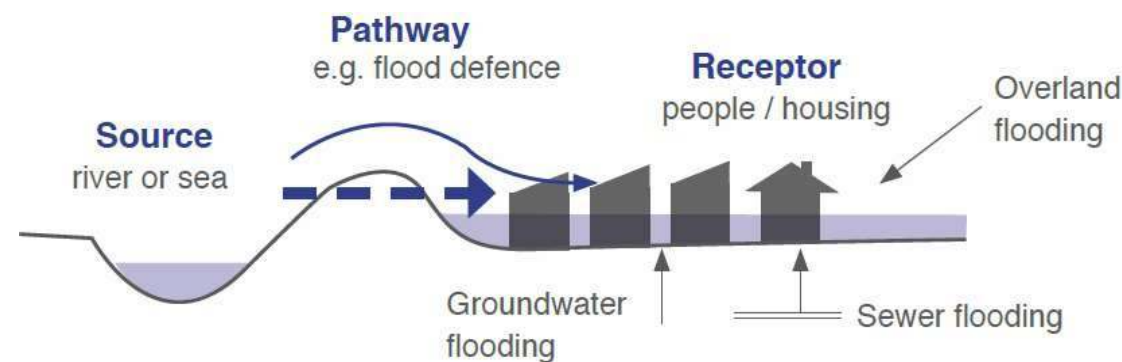 Pathway
e.g. flood defence
Receptor
people / housing
Overland
flooding
Source
river or sea
Groundwater
flooding
Sewer flooding